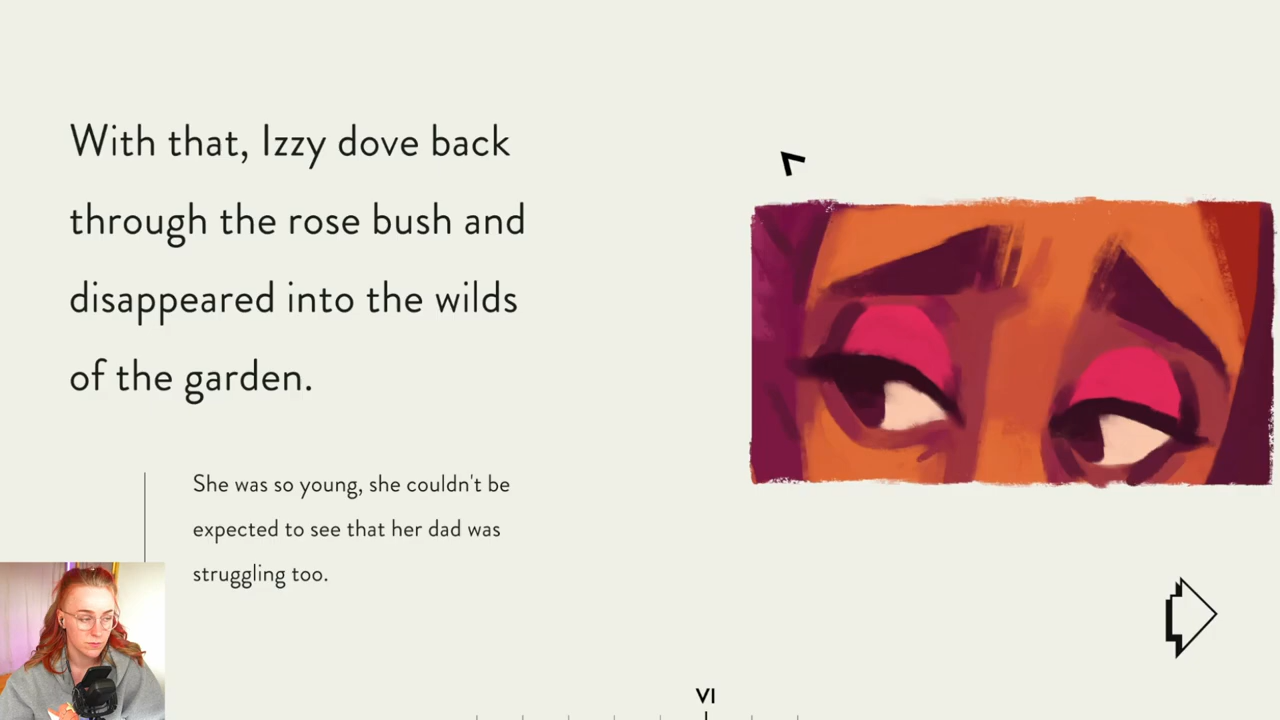 With that, Izzy dove back
through the rose bush and
disappeared into the wilds
of the garden.
She was so young, she couldn't be
expected to see that her dad was
struggling too.
VI